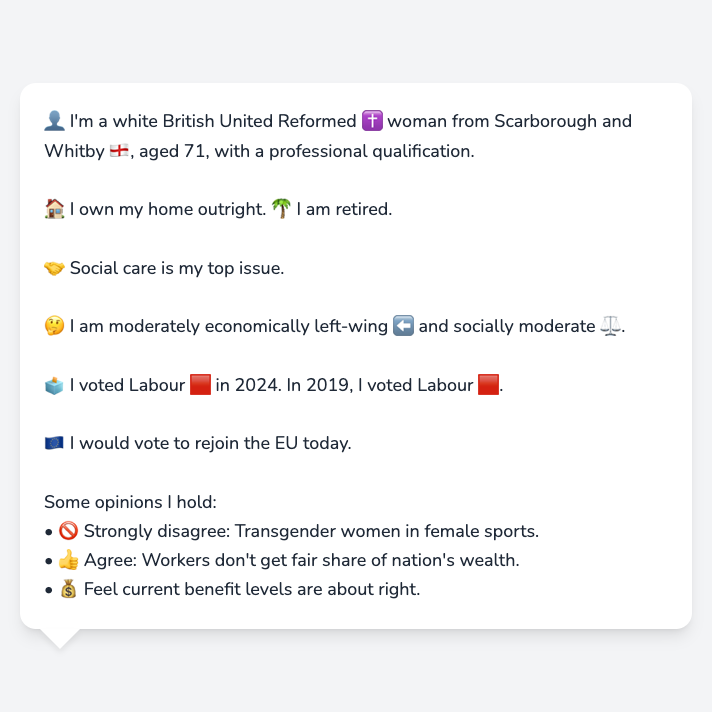 👤 I'm a white British United Reformed ✝️ woman from Scarborough and
Whitby 🏴󠁧󠁢󠁥󠁮󠁧󠁿, aged 71, with a professional qualification.
🏠 I own my home outright. 🌴 I am retired.
🤝 Social care is my top issue.
🤔 I am moderately economically left-wing ⬅️ and socially moderate ⚖️.
🗳️ I voted Labour 🟥 in 2024. In 2019, I voted Labour 🟥.
🇪🇺 I would vote to rejoin the EU today.
Some opinions I hold:
• 🚫 Strongly disagree: Transgender women in female sports.
• 👍 Agree: Workers don't get fair share of nation's wealth.
• 💰 Feel current benefit levels are about right.